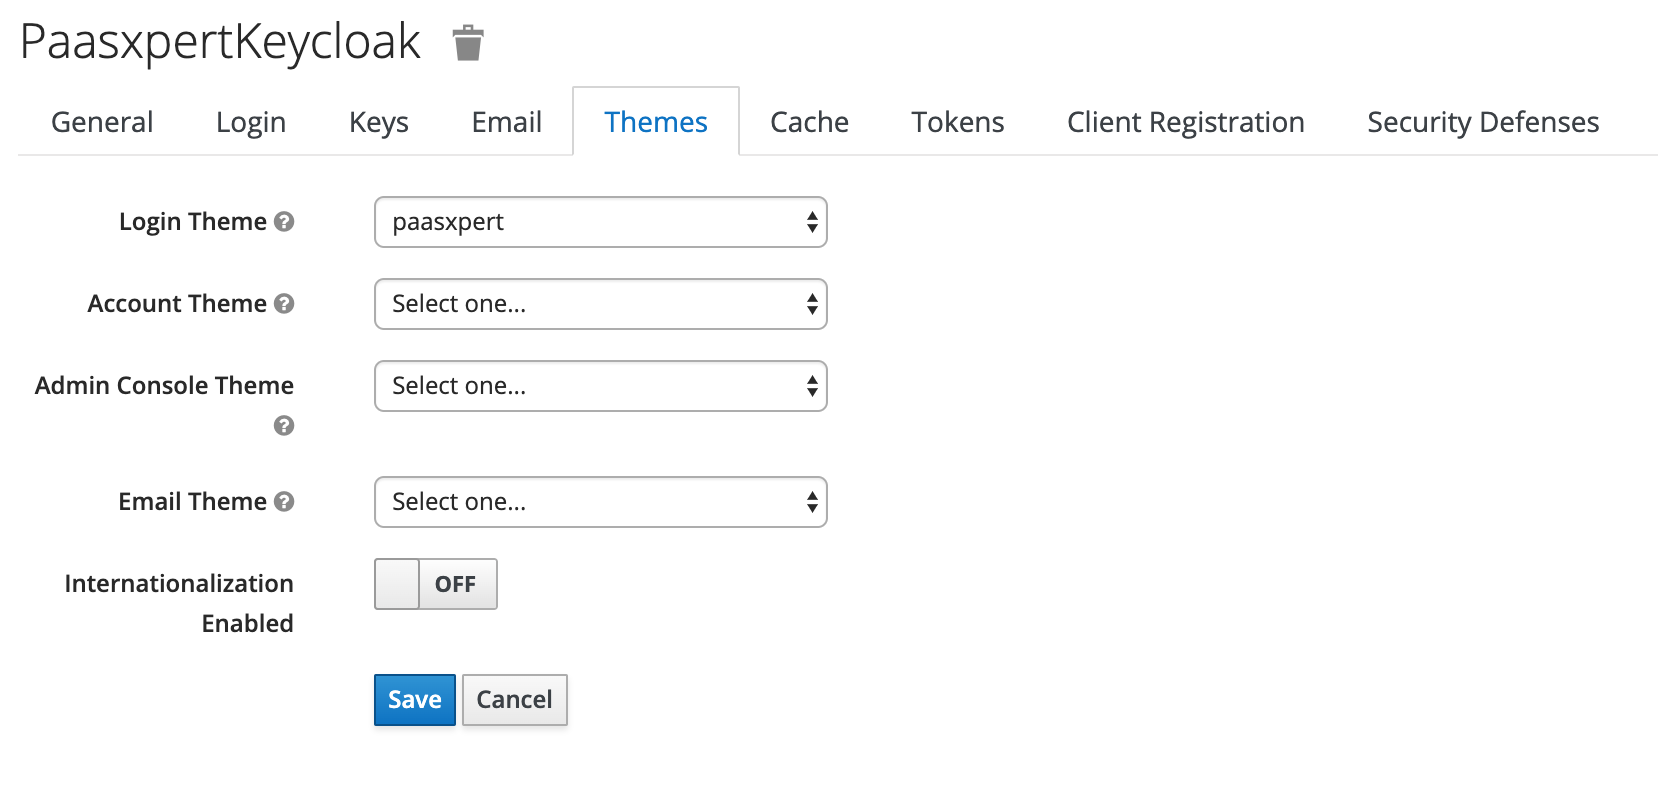 PaasxpertKeycloak
General Login Keys Email Themes Cache Tokens Client Registration Security Defenses
Login Theme ? paasxpert
Account Theme ? Select one...
Admin Console Theme Select one...
?
Email Theme ? Select one...
Internationalization OFF
Enabled
Save Cancel